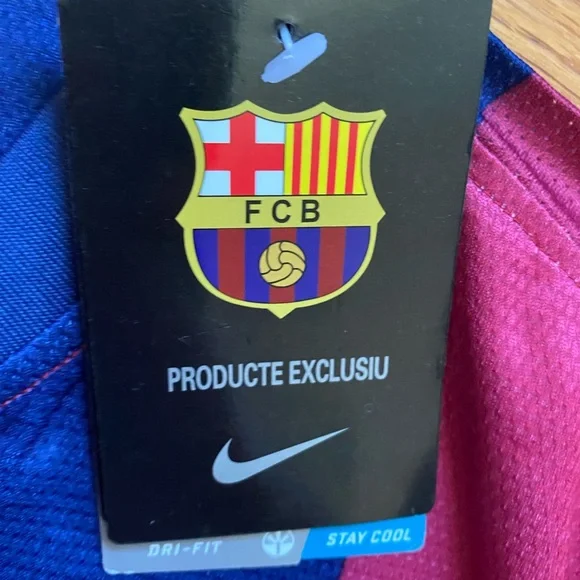 FCB
PRODUCTE EXCLUSIU
DRI-FIT
STAY COOL